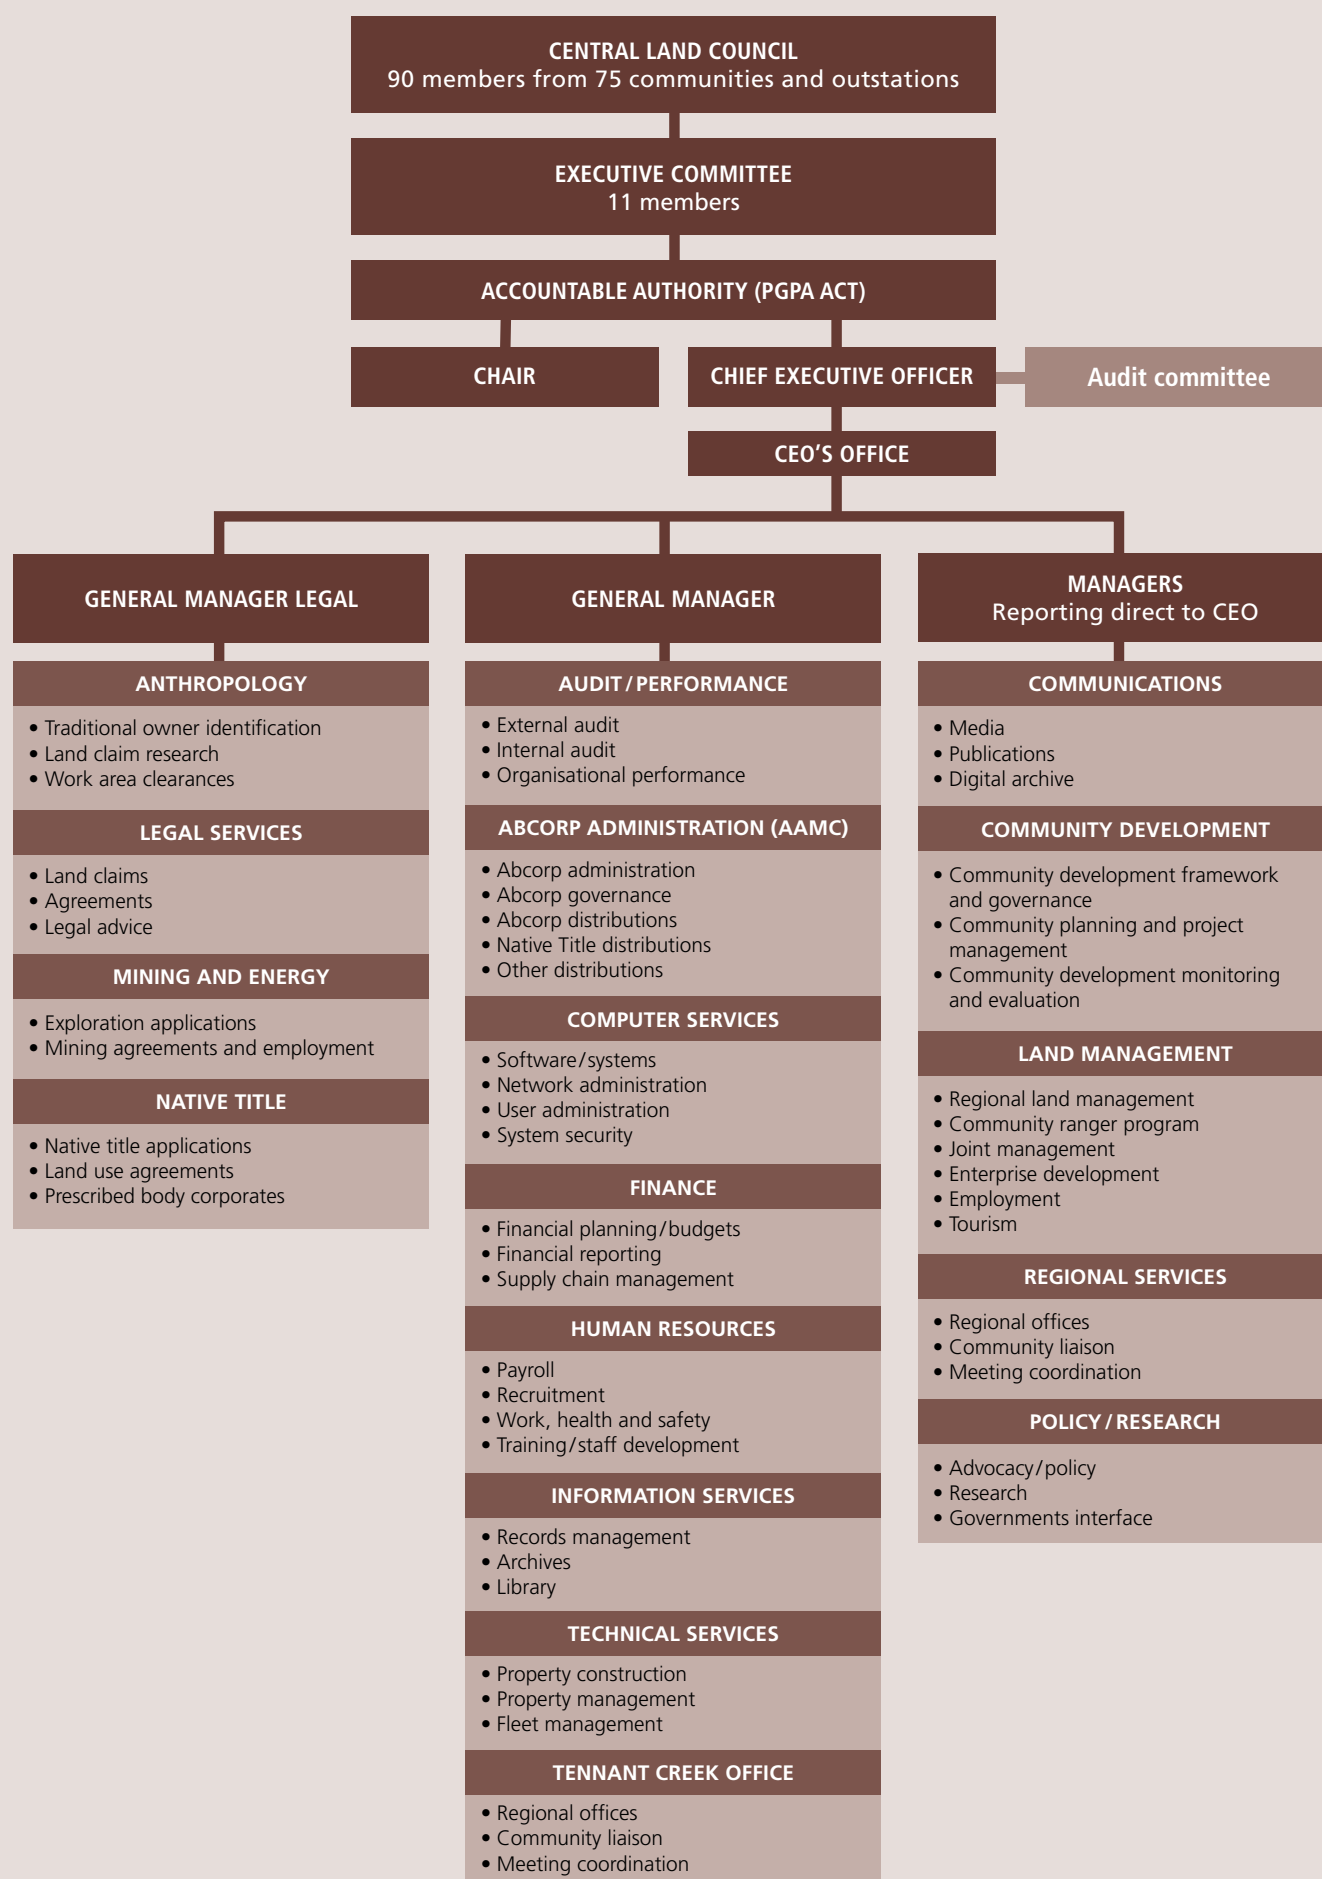 CENTRAL LAND COUNCIL
90 members from 75 communities and outstations
EXECUTIVE COMMITTEE
11 members
ACCOUNTABLE AUTHORITY (PGPA ACT)
CHAIR
CHIEF EXECUTIVE OFFICER
Audit committee
CEO'S OFFICE
GENERAL MANAGER LEGAL
ANTHROPOLOGY
• Traditional owner identification
• Land claim research
• Work area clearances
LEGAL SERVICES
• Land claims
• Agreements
• Legal advice
MINING AND ENERGY
• Exploration applications
• Mining agreements and employment
NATIVE TITLE
• Native title applications
• Land use agreements
• Prescribed body corporates
GENERAL MANAGER
AUDIT/PERFORMANCE
• External audit
• Internal audit
• Organisational performance
ABCORP ADMINISTRATION (AAMC)
• Abcorp administration
• Abcorp governance
• Abcorp distributions
• Native Title distributions
• Other distributions
COMPUTER SERVICES
• Software/systems
• Network administration
• User administration
• System security
FINANCE
• Financial planning/budgets
• Financial reporting
• Supply chain management
HUMAN RESOURCES
• Payroll
• Recruitment
• Work, health and safety
• Training/staff development
INFORMATION SERVICES
• Records management
• Archives
• Library
TECHNICAL SERVICES
• Property construction
• Property management
• Fleet management
TENNANT CREEK OFFICE
• Regional offices
• Community liaison
• Meeting coordination
MANAGERS
Reporting direct to CEO
COMMUNICATIONS
• Media
• Publications
• Digital archive
COMMUNITY DEVELOPMENT
• Community development framework
and governance
• Community planning and project
management
• Community development monitoring
and evaluation
LAND MANAGEMENT
• Regional land management
• Community ranger program
• Joint management
• Enterprise development
• Employment
• Tourism
REGIONAL SERVICES
• Regional offices
• Community liaison
• Meeting coordination
POLICY/RESEARCH
• Advocacy/policy
• Research
• Governments interface